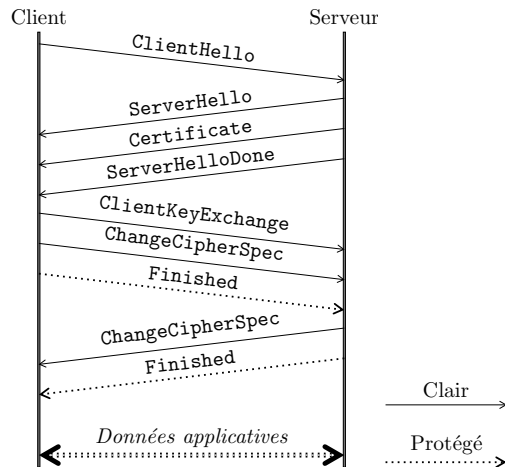 Client
Serveur
ClientHello
ServerHello
Certificate
ServerHelloDone
ClientKeyExchange
ChangeCipherSpec
Finished
ChangeCipherSpec
Finished
Données applicatives
Clair
Protégé